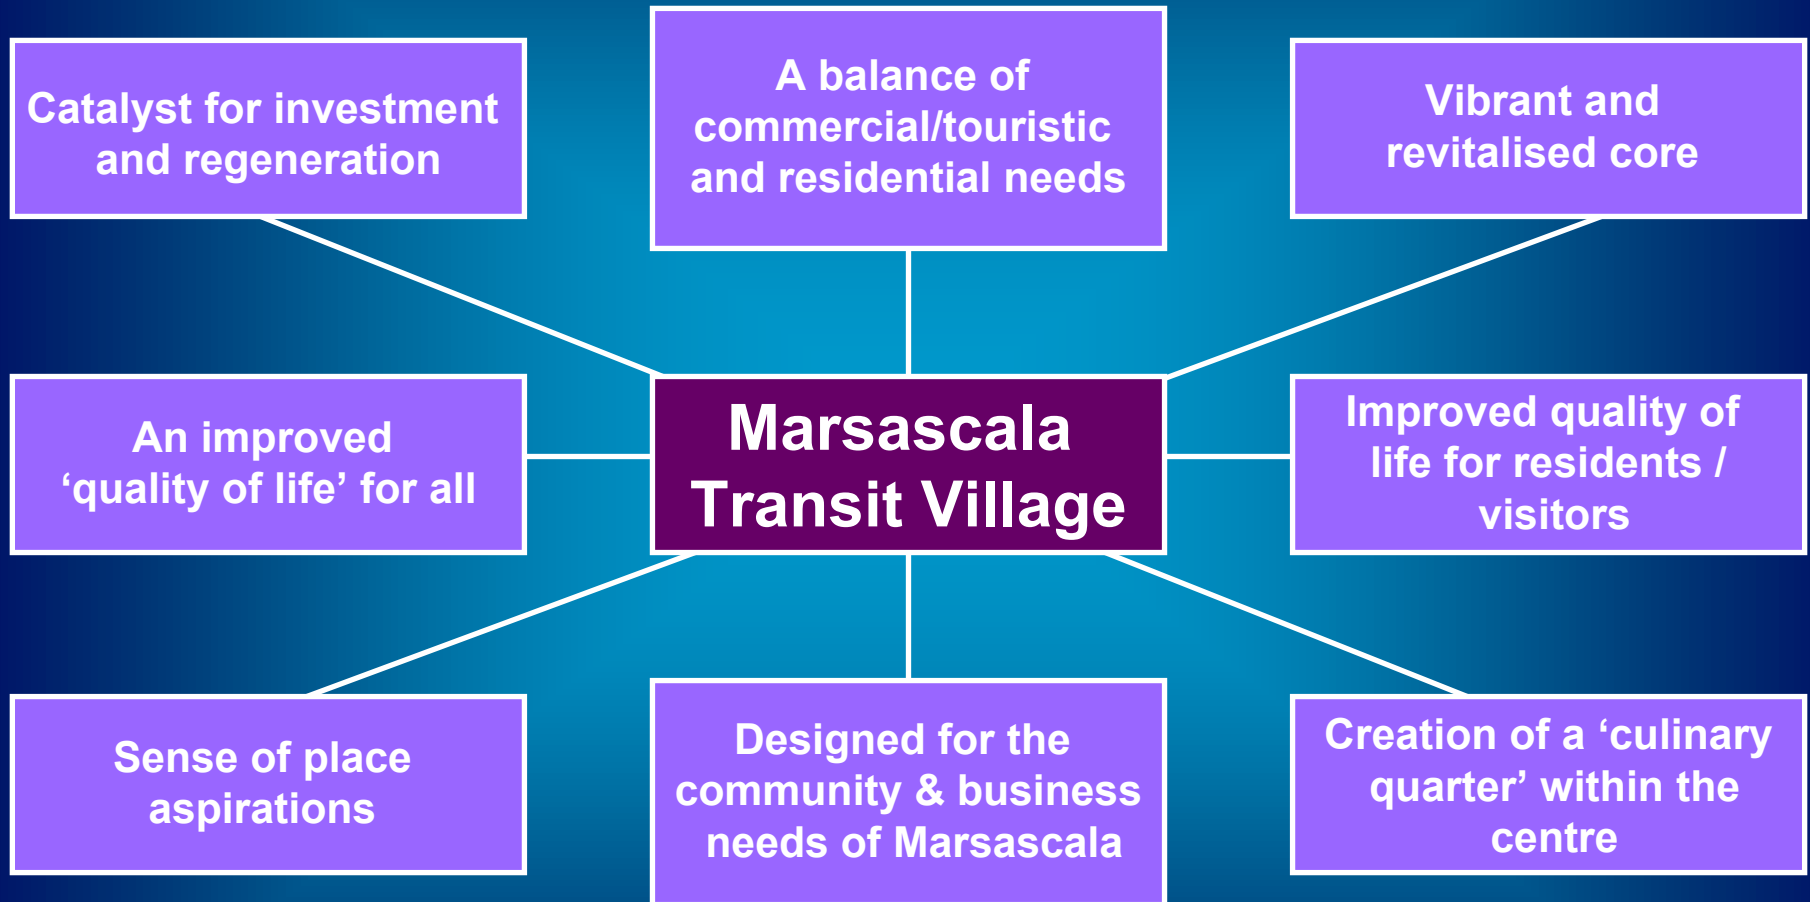 Catalyst for investment
and regeneration
A balance of
commercial/touristic
and residential needs
Vibrant and
revitalised core
An improved
‘quality of life’ for all
Marsascala
Transit Village
Improved quality of
life for residents /
visitors
Sense of place
aspirations
Designed for the
community & business
needs of Marsascala
Creation of a ‘culinary
quarter’ within the
centre